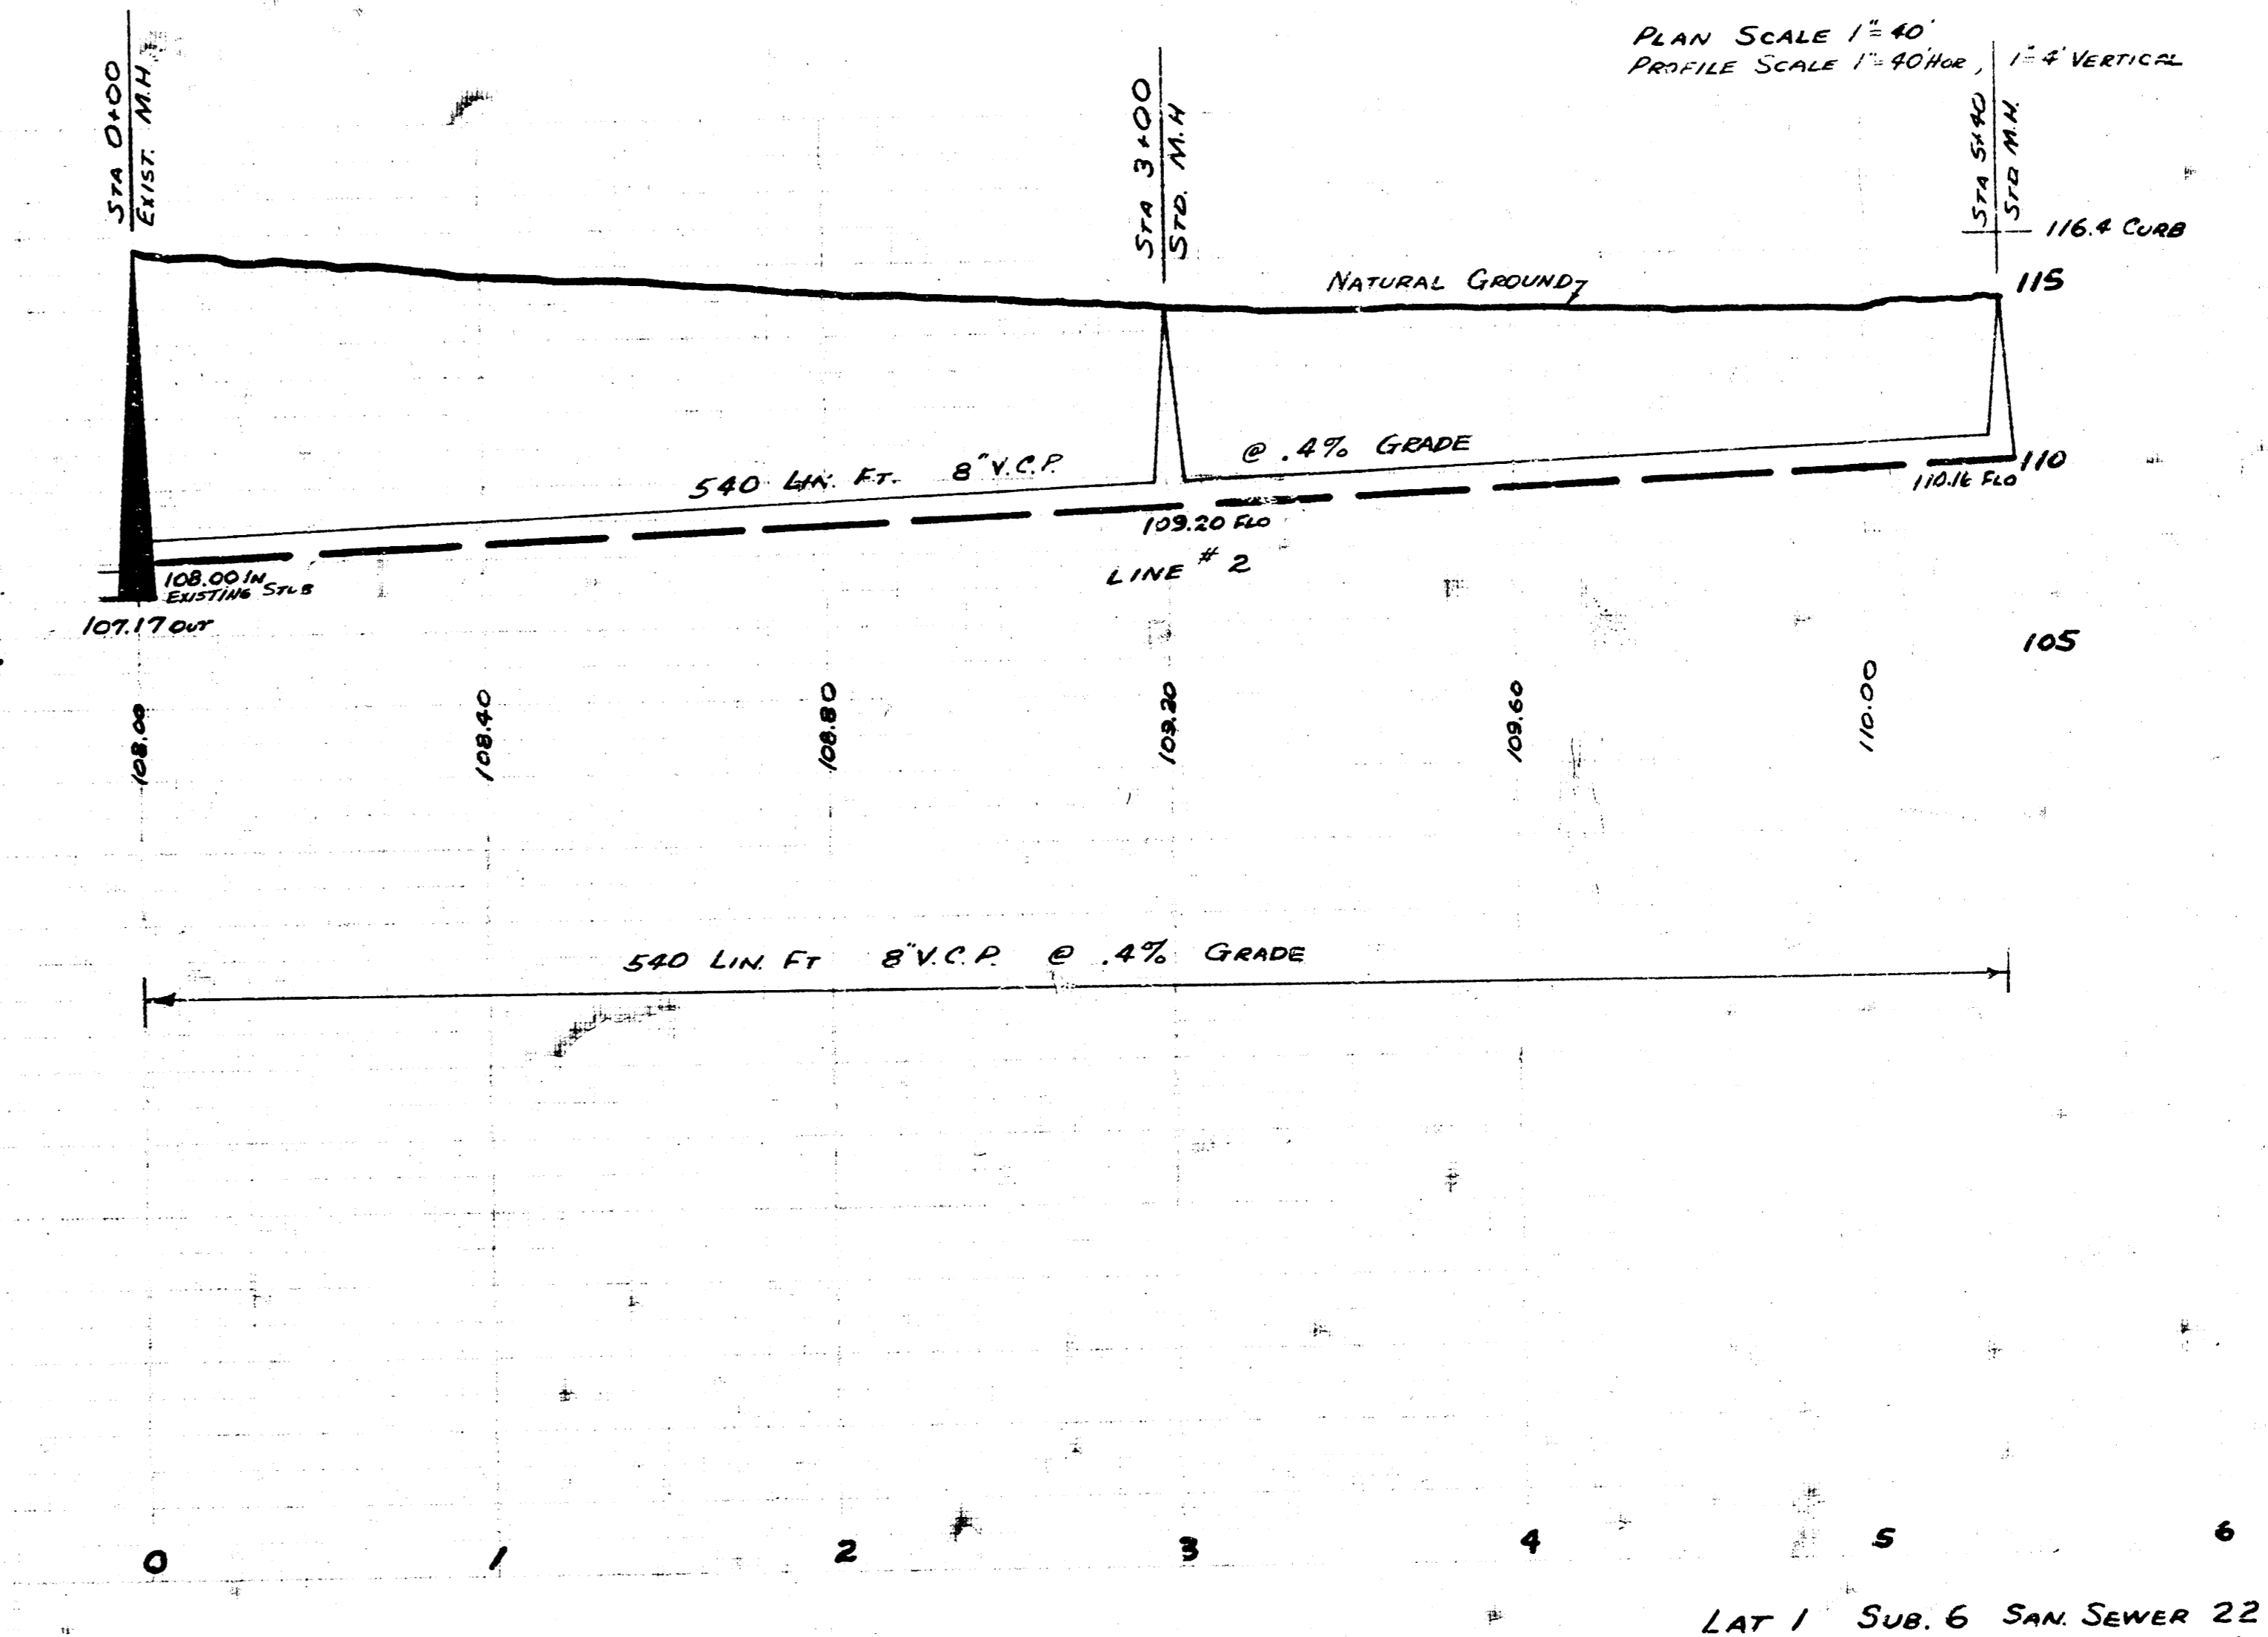 PLAN SCALE 1"=40'
PROFILE SCALE 1"=40' HOR, 1"=4' VERTICAL
STA 0+00
EXIST. M.H.
STA 3+00
STD. M.H
STA 5+40
STD M.H.
116.4 CURB
NATURAL GROUND
115
540 LIN. FT. 8" V.C.P. @ .4% GRADE
110
110.16 FLO
109.20 FLO
LINE # 2
108.00 IN
EXISTING STUB
107.17 OUT
105
108.00
108.40
108.80
109.20
109.60
110.00
540 LIN. FT 8" V.C.P. @ .4% GRADE
0 1 2 3 4 5 6
LAT 1 SUB. 6 SAN. SEWER 22